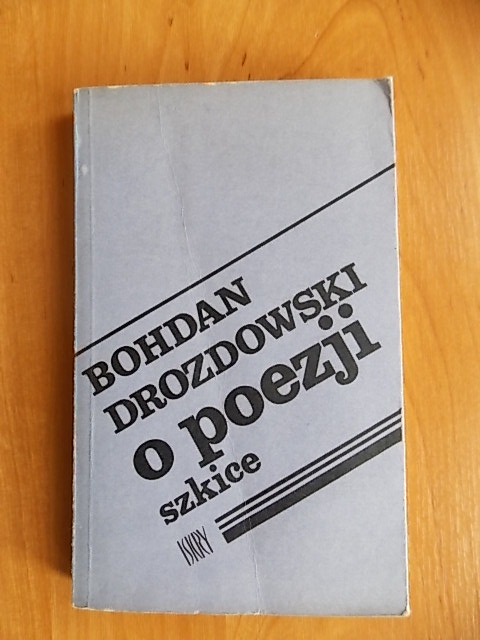 BOHDAN
DROZDOWSKI
o poezji
szkice
ISKRY